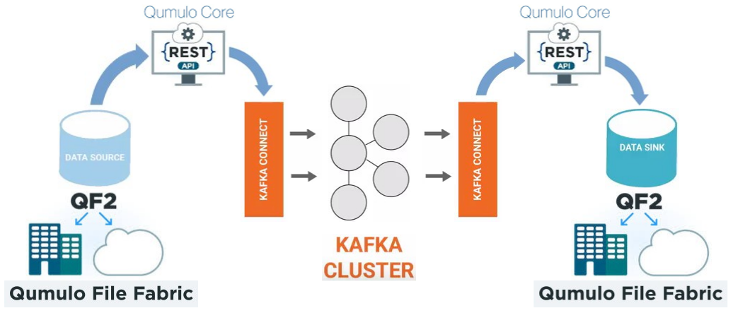 Qumulo Core
{REST}
API
DATA SOURCE
QF2
Qumulo File Fabric
KAFKA CONNECT
KAFKA
CLUSTER
KAFKA CONNECT
Qumulo Core
{REST}
API
DATA SINK
QF2
Qumulo File Fabric